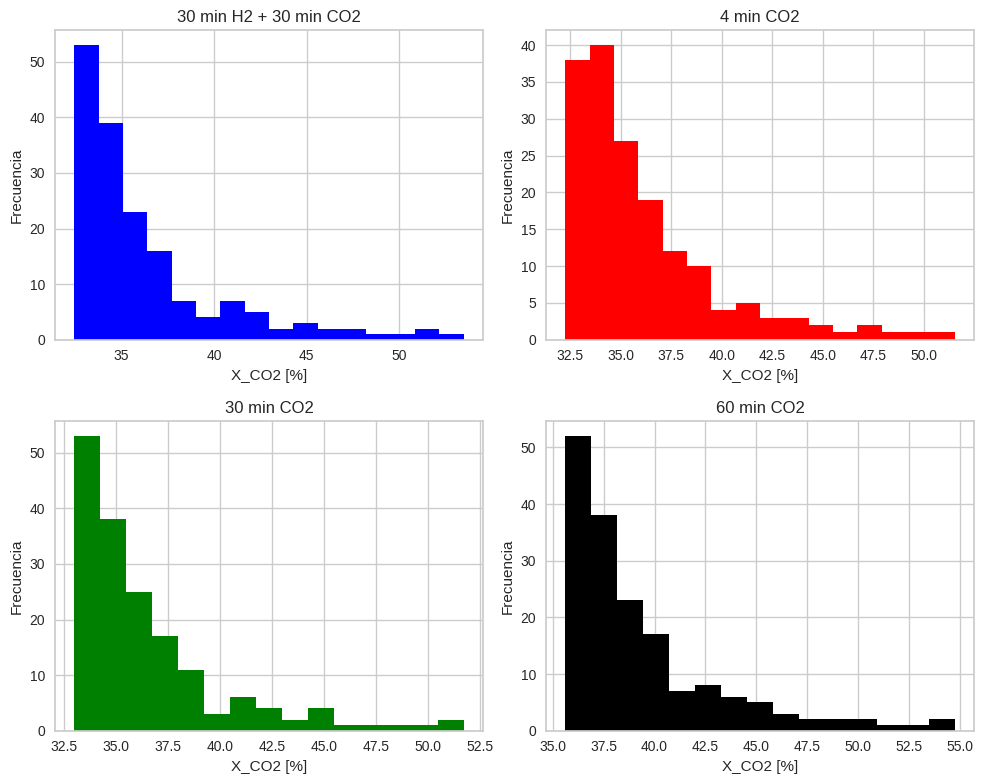 30 min H2 + 30 min CO2
50
40
30
20
10
0
Frecuencia
35 40 45 50
X_CO2 [%]
4 min CO2
40
35
30
25
20
15
10
5
0
Frecuencia
32.5 35.0 37.5 40.0 42.5 45.0 47.5 50.0
X_CO2 [%]
30 min CO2
50
40
30
20
10
0
Frecuencia
32.5 35.0 37.5 40.0 42.5 45.0 47.5 50.0 52.5
X_CO2 [%]
60 min CO2
50
40
30
20
10
0
Frecuencia
35.0 37.5 40.0 42.5 45.0 47.5 50.0 52.5 55.0
X_CO2 [%]